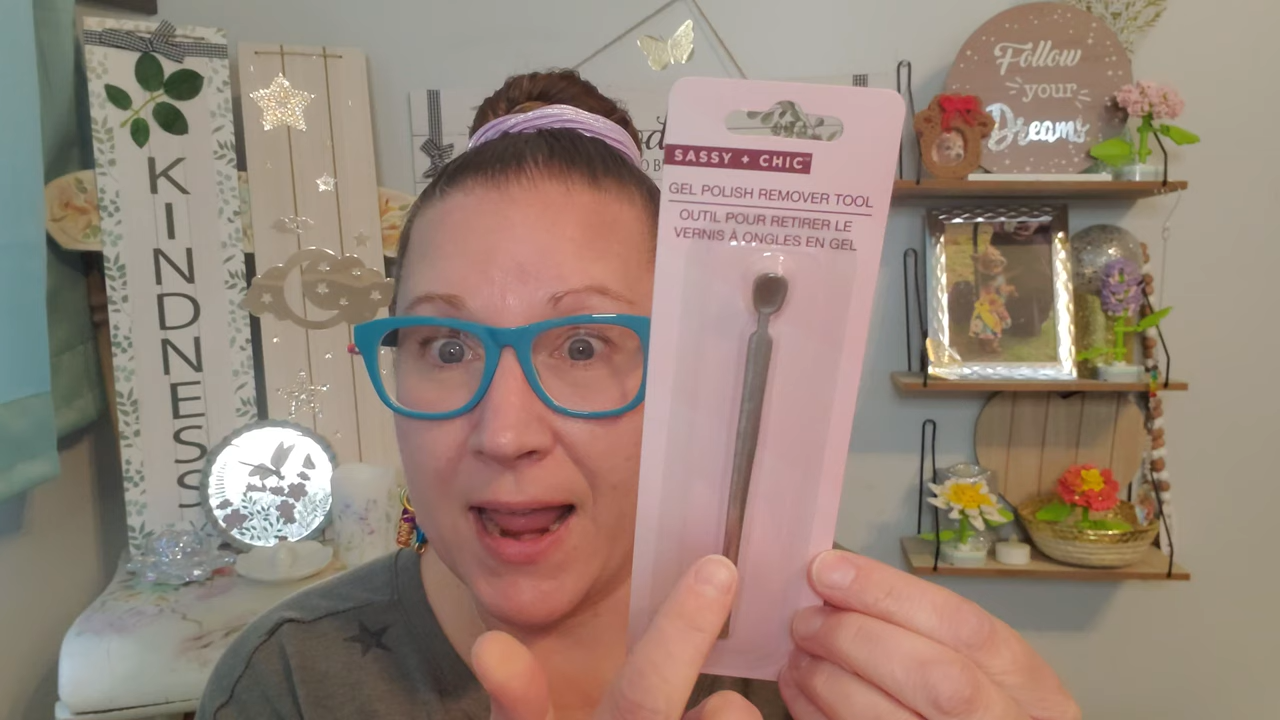 KINDNESS
SASSY + CHIC
GEL POLISH REMOVER TOOL
OUTIL POUR RETIRER LE
VERNIS À ONGLES EN GEL
Follow
your
Dreams